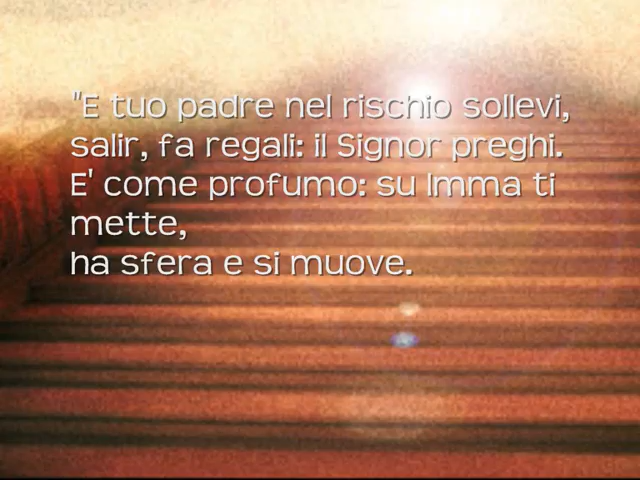 "E tuo padre nel rischio sollevi,
salir, fa regali: il Signor preghi.
E' come profumo: su Imma ti
mette,
ha sfera e si muove.